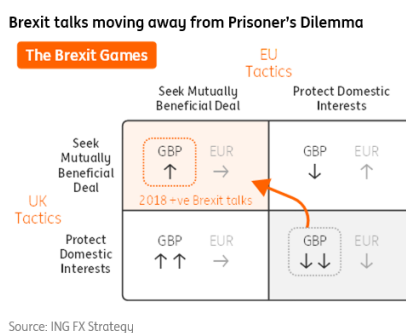 Brexit talks moving away from Prisoner's Dilemma
The Brexit Games
EU
Tactics
Seek Mutually
Beneficial Deal
Protect Domestic
Interests
UK
Tactics
Seek
Mutually
Beneficial
Deal
GBP EUR
↑ →
2018 +ve Brexit talks
GBP EUR
↓ ↑
Protect
Domestic
Interests
GBP EUR
↑↑ →
GBP EUR
↓↓ ↓
Source: ING FX Strategy